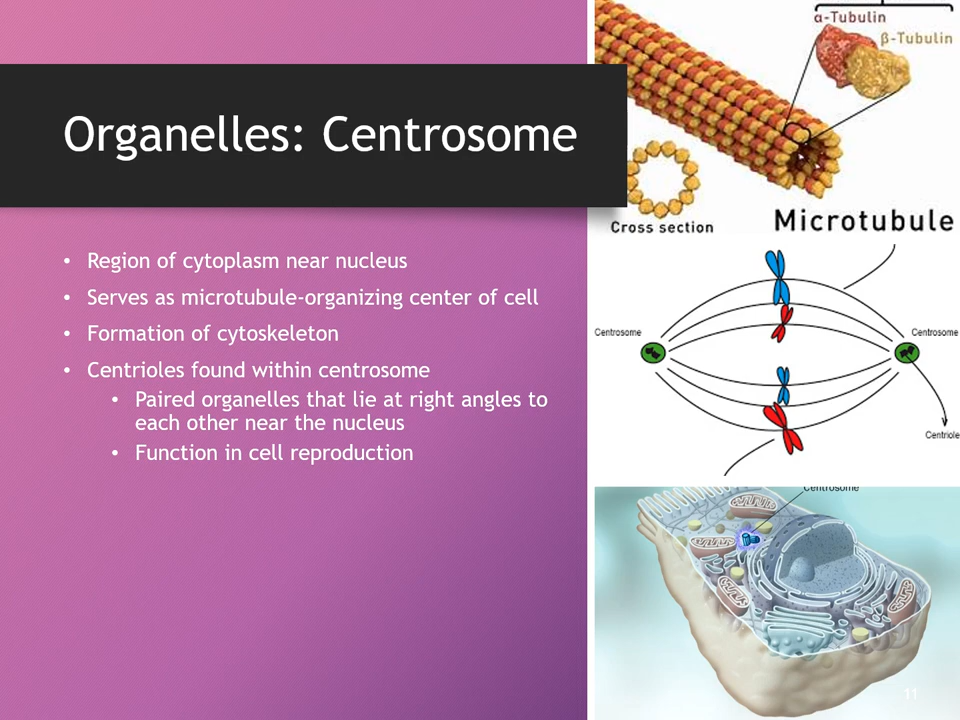 Organelles: Centrosome
• Region of cytoplasm near nucleus
• Serves as microtubule-organizing center of cell
• Formation of cytoskeleton
• Centrioles found within centrosome
• Paired organelles that lie at right angles to
each other near the nucleus
• Function in cell reproduction
α-Tubulin
β-Tubulin
Cross section
Microtubule
Centrosome
Centrosome
Centriole
Centrosome
11